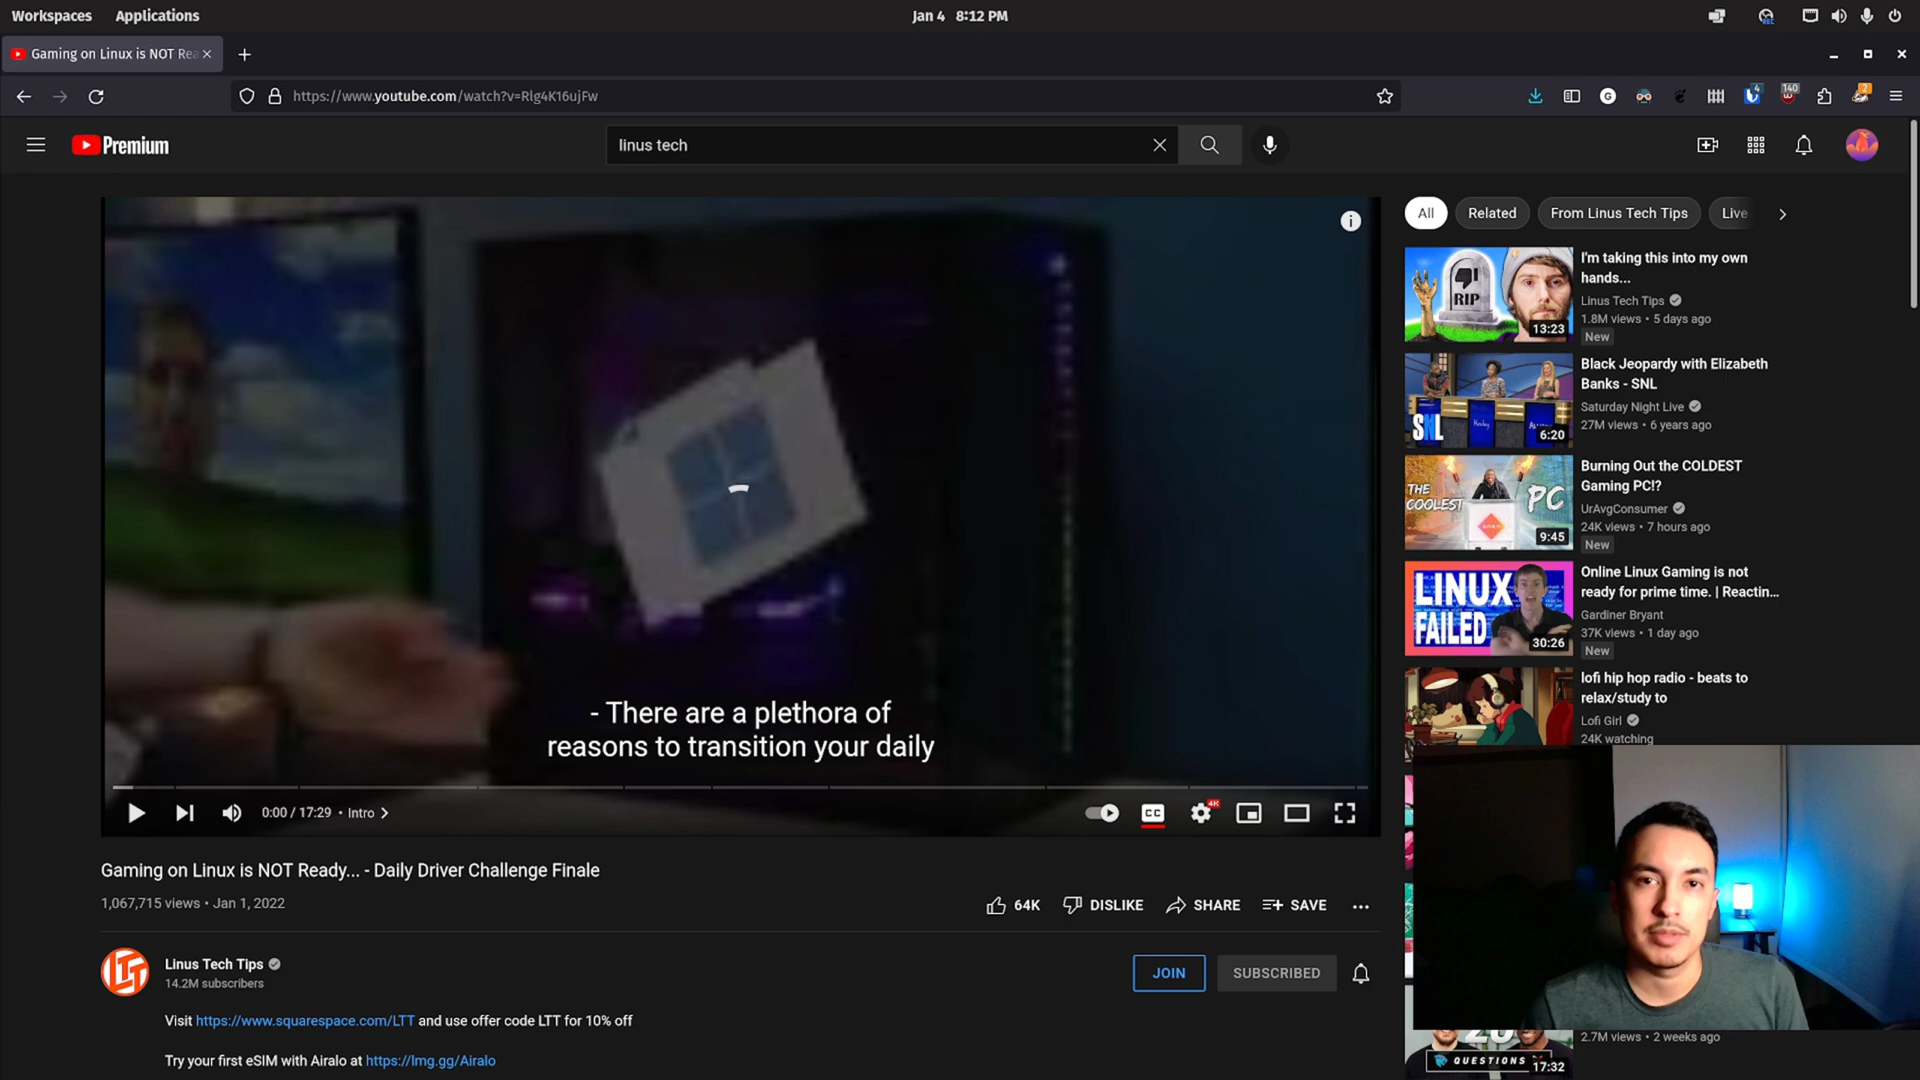 Workspaces Applications
Jan 4 8:12 PM
REC
Gaming on Linux is NOT Rea
https://www.youtube.com/watch?v=Rlg4K16ujFw
G
4
140
2
Premium
linus tech
- There are a plethora of
reasons to transition your daily
0:00 / 17:29 • Intro
CC
4K
Gaming on Linux is NOT Ready... - Daily Driver Challenge Finale
1,067,715 views • Jan 1, 2022
64K DISLIKE SHARE SAVE
LTT
Linus Tech Tips
14.2M subscribers
JOIN SUBSCRIBED
Visit https://www.squarespace.com/LTT and use offer code LTT for 10% off
Try your first eSIM with Airalo at https://lmg.gg/Airalo
All Related From Linus Tech Tips Live
RIP
13:23
I'm taking this into my own
hands...
Linus Tech Tips
1.8M views • 5 days ago
New
SNL
6:20
Black Jeopardy with Elizabeth
Banks - SNL
Saturday Night Live
27M views • 6 years ago
THE
COOLEST
PC
9:45
Burning Out the COLDEST
Gaming PC!?
UrAvgConsumer
24K views • 7 hours ago
New
LINUX
FAILED
30:26
Online Linux Gaming is not
ready for prime time. | Reactin...
Gardiner Bryant
37K views • 1 day ago
New
lofi hip hop radio - beats to
relax/study to
Lofi Girl
24K watching
2.7M views • 2 weeks ago
QUESTIONS
17:32